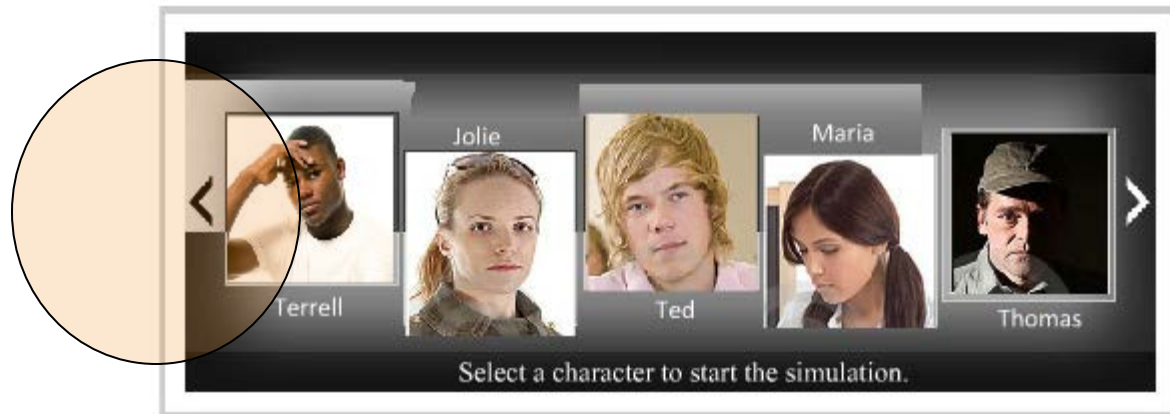 Jolie
Maria
Terrell
Ted
Thomas
Select a character to start the simulation.